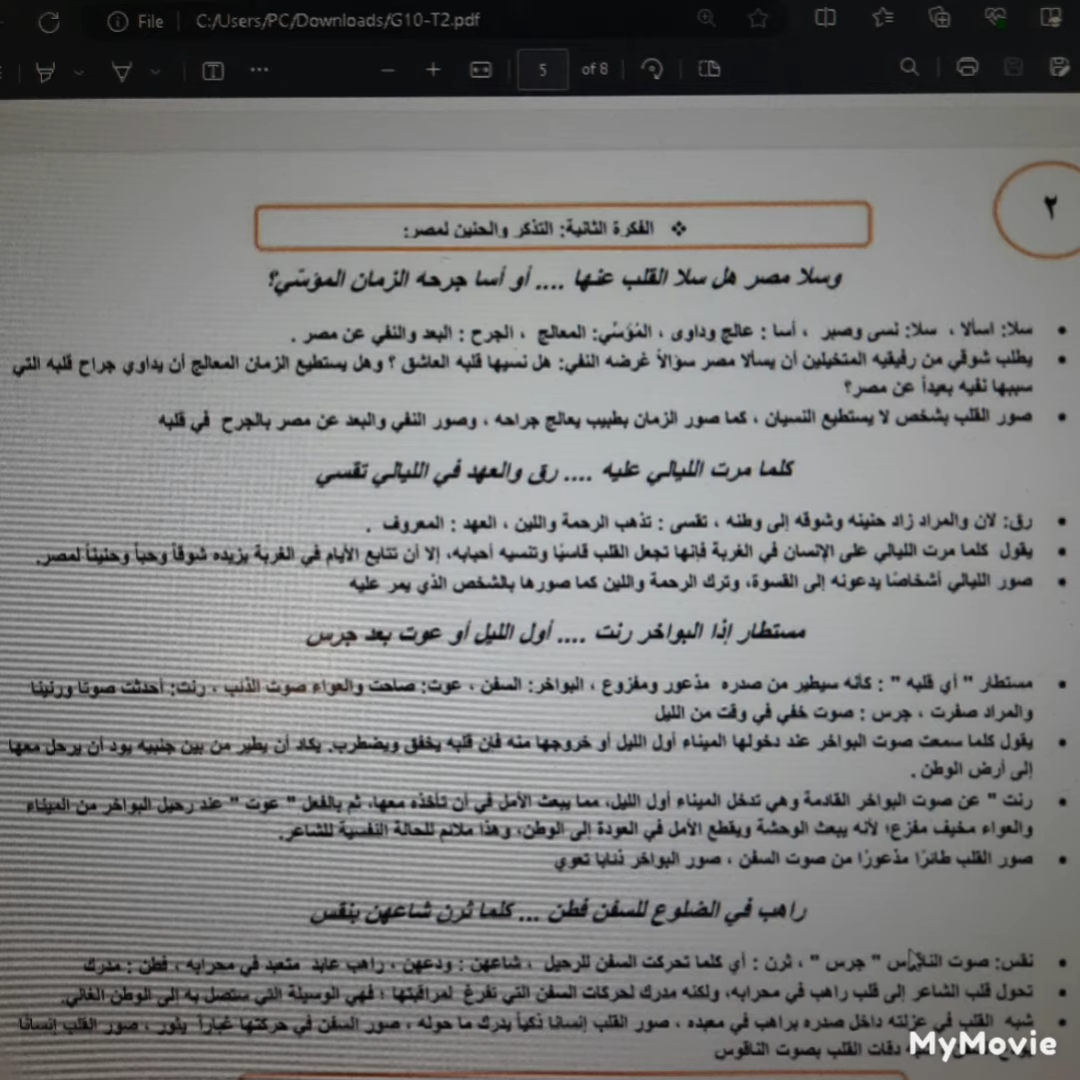 File C:/Users/PC/Downloads/G10-T2.pdf
5 of 8
٢
❖ الفكرة الثانية: التذكر والحنين لمصر:
وسلا مصر هل سلا القلب عنها .... أو أسا جرحه الزمان المؤسّي؟
• سلا: اسألا ، سلا: نسى وصبر ، أسا : عالج وداوى ، المُؤسِّي: المعالج ، الجرح : البعد والنفي عن مصر .
• يطلب شوقي من رفيقيه المتخيلين أن يسألا مصر سؤالاً غرضه النفي: هل نسيها قلبه العاشق ؟ وهل يستطيع الزمان المعالج أن يداوي جراح قلبه التي
سببها نفيه بعيداً عن مصر؟
• صور القلب بشخص لا يستطيع النسيان ، كما صور الزمان بطبيب يعالج جراحه ، وصور النفي والبعد عن مصر بالجرح في قلبه
كلما مرت الليالي عليه .... رق والعهد في الليالي تقسي
• رق: لان والمراد زاد حنينه وشوقه إلى وطنه ، تقسى : تذهب الرحمة واللين ، العهد : المعروف .
• يقول كلما مرت الليالي على الإنسان في الغربة فإنها تجعل القلب قاسيًا وتنسيه أحبابه، إلا أن تتابع الأيام في الغربة يزيده شوقاً وحباً وحنيناً لمصر.
• صور الليالي أشخاصًا يدعونه إلى القسوة، وترك الرحمة واللين كما صورها بالشخص الذي يمر عليه
مستطار إذا البواخر رنت .... أول الليل أو عوت بعد جرس
• مستطار " أي قلبه " : كأنه سيطير من صدره مذعور ومفزوع ، البواخر: السفن ، عوت: صاحت والعواء صوت الذئب ، رنت: أحدثت صوتا ورنينا
والمراد صفرت ، جرس : صوت خفي في وقت من الليل
• يقول كلما سمعت صوت البواخر عند دخولها الميناء أول الليل أو خروجها منه فإن قلبه يخفق ويضطرب. يكاد أن يطير من بين جنبيه يود أن يرحل معها
إلى أرض الوطن .
• رنت " عن صوت البواخر القادمة وهي تدخل الميناء أول الليل، مما يبعث الأمل في أن تأخذه معها، ثم بالفعل " عوت " عند رحيل البواخر من الميناء
والعواء مخيف مفزع؛ لأنه يبعث الوحشة ويقطع الأمل في العودة إلى الوطن، وهذا ملائم للحالة النفسية للشاعر.
• صور القلب طائرًا مذعورًا من صوت السفن ، صور البواخر ذئابا تعوي
راهب في الضلوع للسفن فطن ... كلما ثرن شاعهن بنقس
• نقس: صوت الناقوس " جرس " ، ثرن : أي كلما تحركت السفن للرحيل ، شاعهن : ودعهن ، راهب عابد متعبد في محرابه ، فطن : مدرك
• تحول قلب الشاعر إلى قلب راهب في محرابه، ولكنه مدرك لحركات السفن التي تفرغ لمراقبتها ؛ فهي الوسيلة التي ستصل به إلى الوطن الغالي.
• شبه القلب في عزلته داخل صدره براهب في معبده ، صور القلب إنسانا ذكياً يدرك ما حوله ، صور السفن في حركتها غباراً يثور ، صور القلب إنسانا
دقات القلب بصوت الناقوس
MyMovie